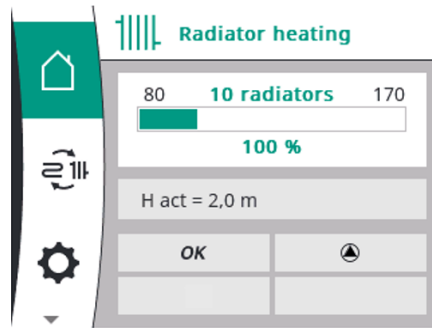 Radiator heating
80 10 radiators 170
100 %
H act = 2,0 m
OK